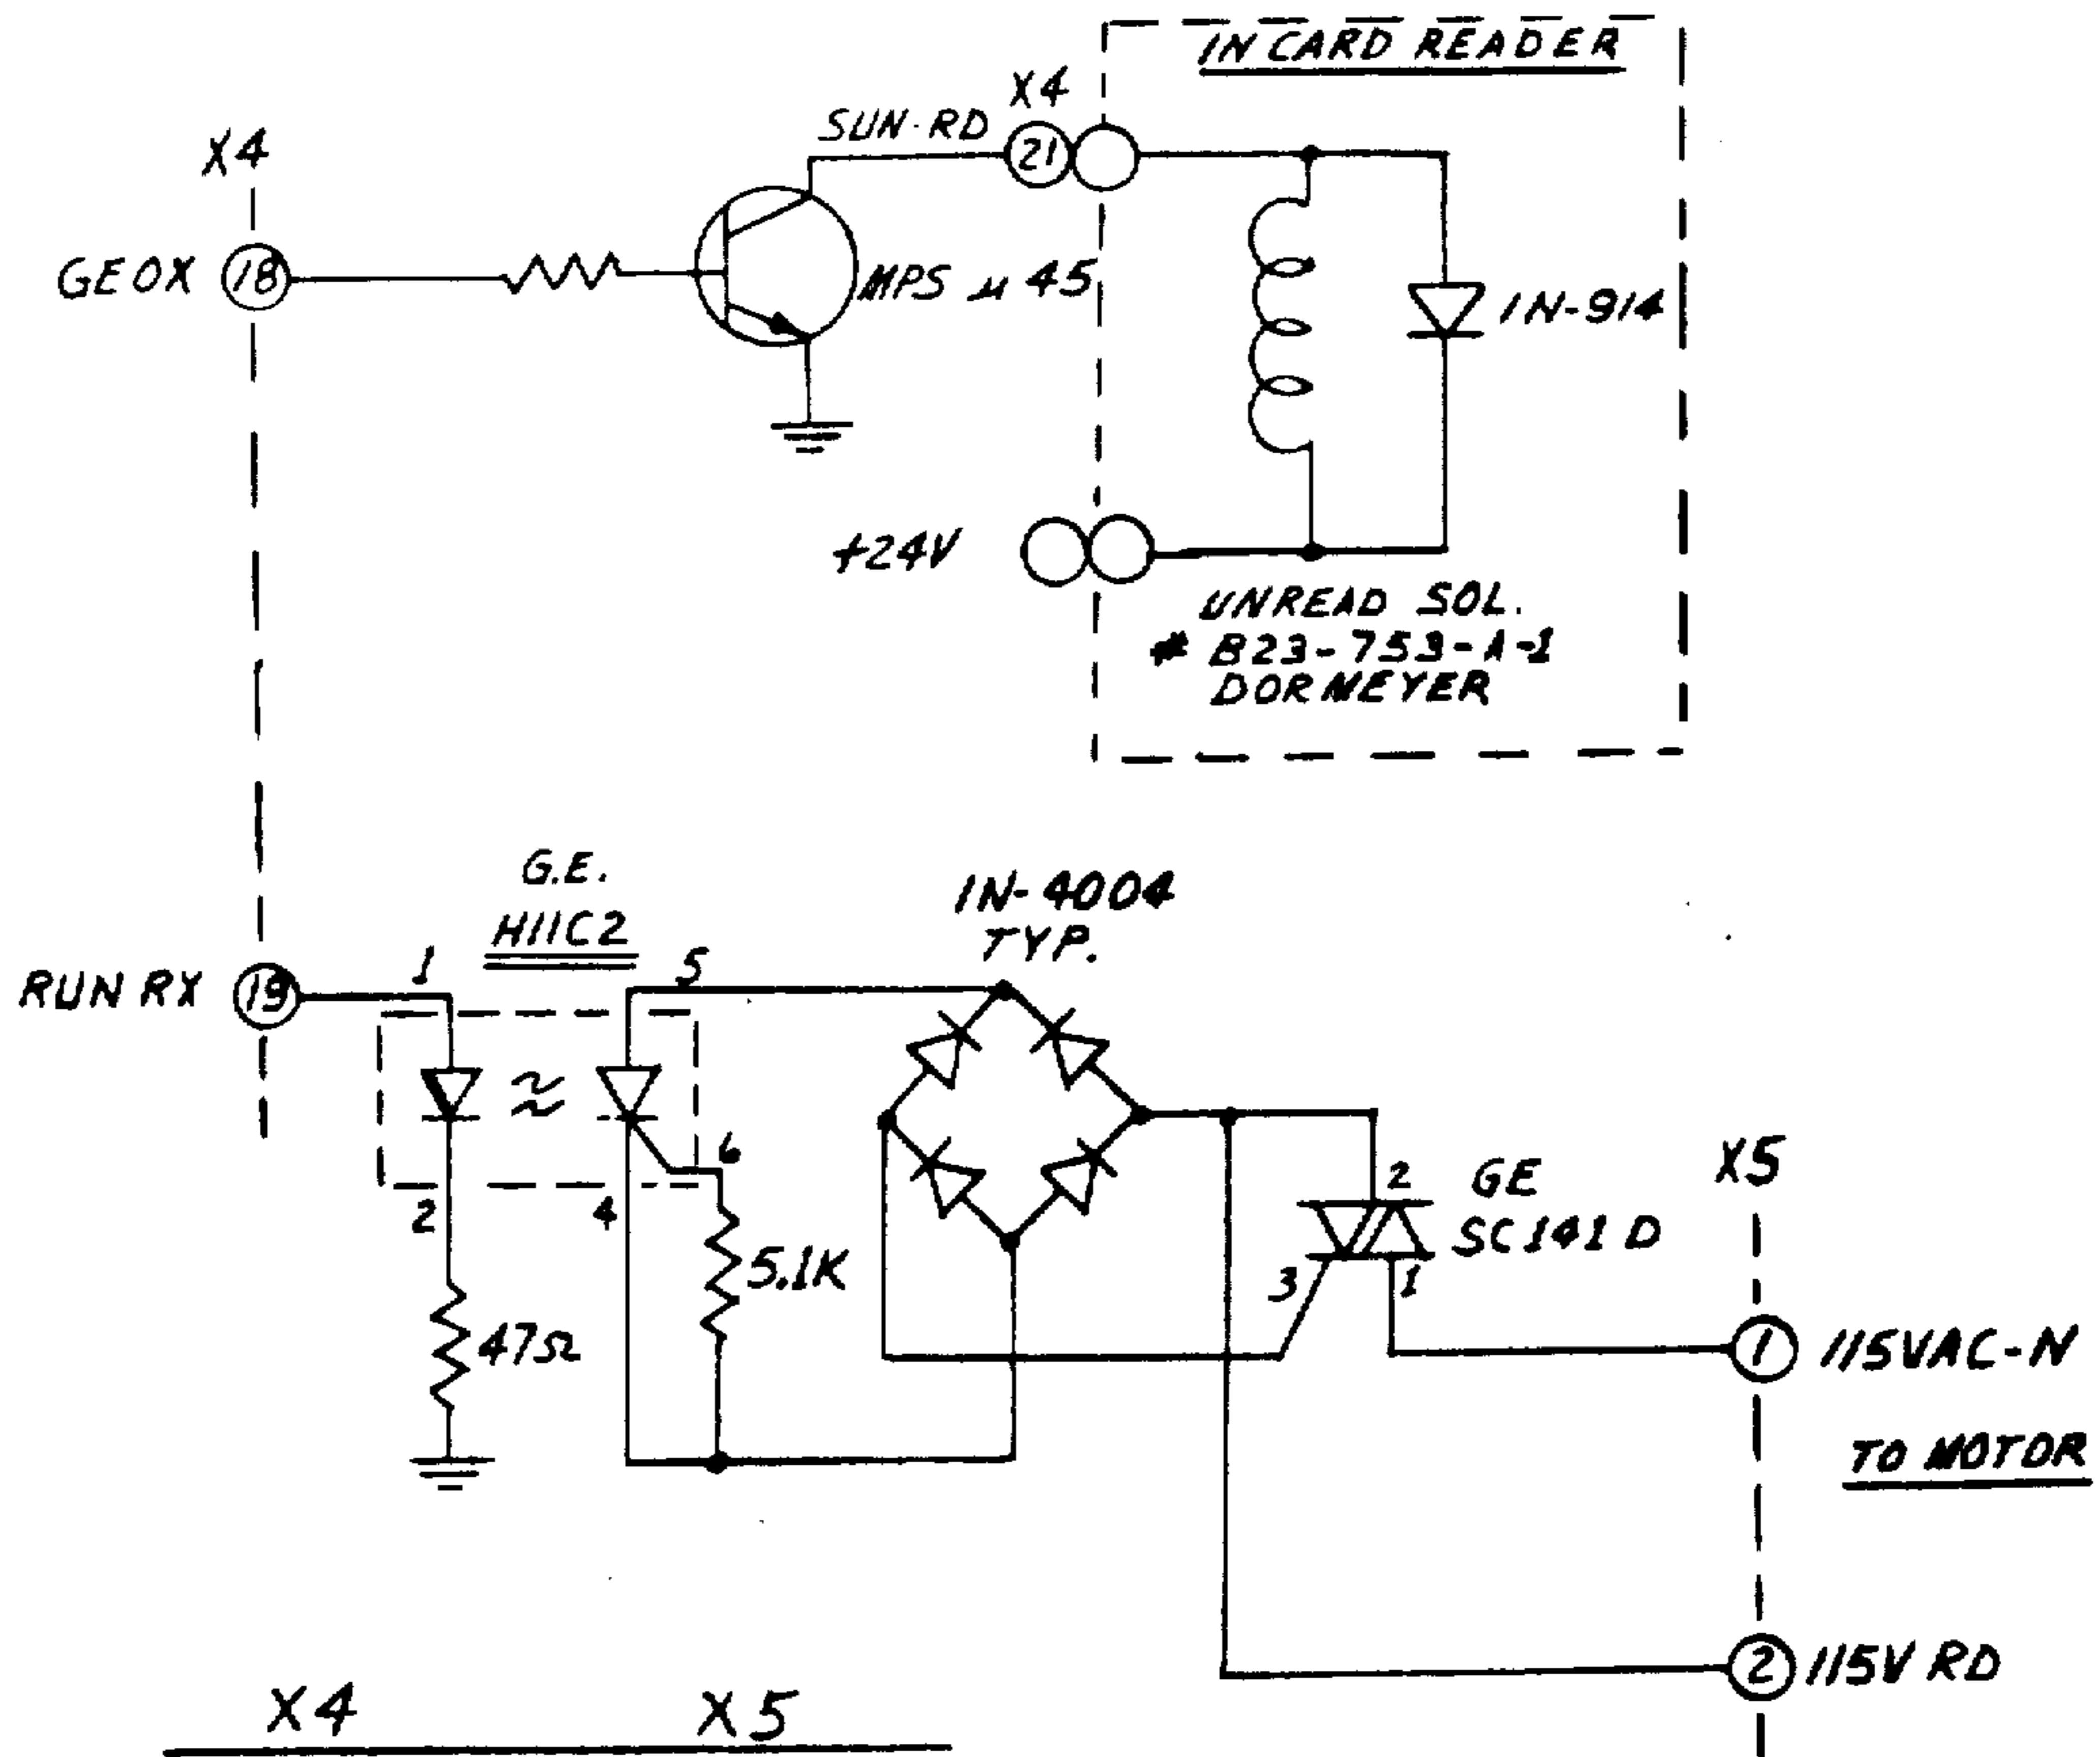 IN CARD READER
X4
SUN-RD
21
X4
GEOX
18
MPS µ 45
IN-914
+24V
UNREAD SOL.
# B23-753-A-1
DORMEYER
G.E.
H11C2
IN-4004
TYP.
RUN RX
19
1
5
6
2
4
47Ω
5.1K
2
GE
SC141D
3
1
X5
1
115VAC-N
TO MOTOR
2
115V RD
X4 X5